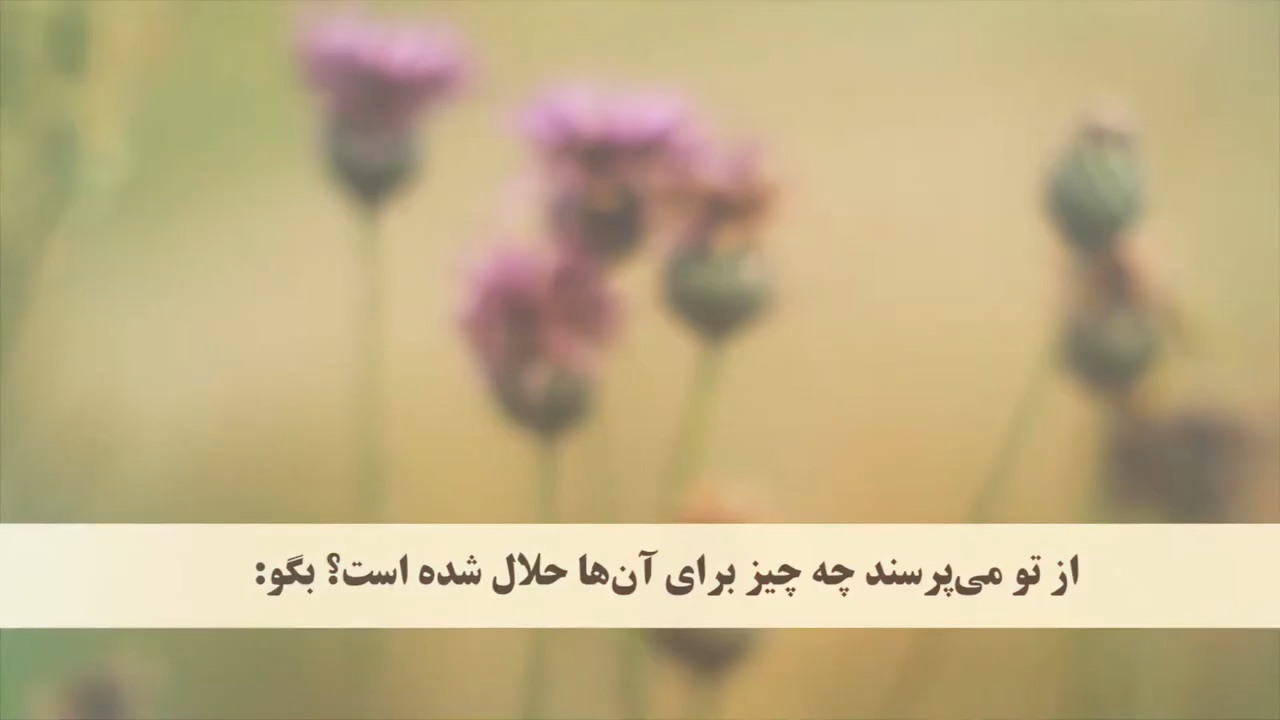 از تو می‌پرسند چه چیز برای آن‌ها حلال شده است؟ بگو: